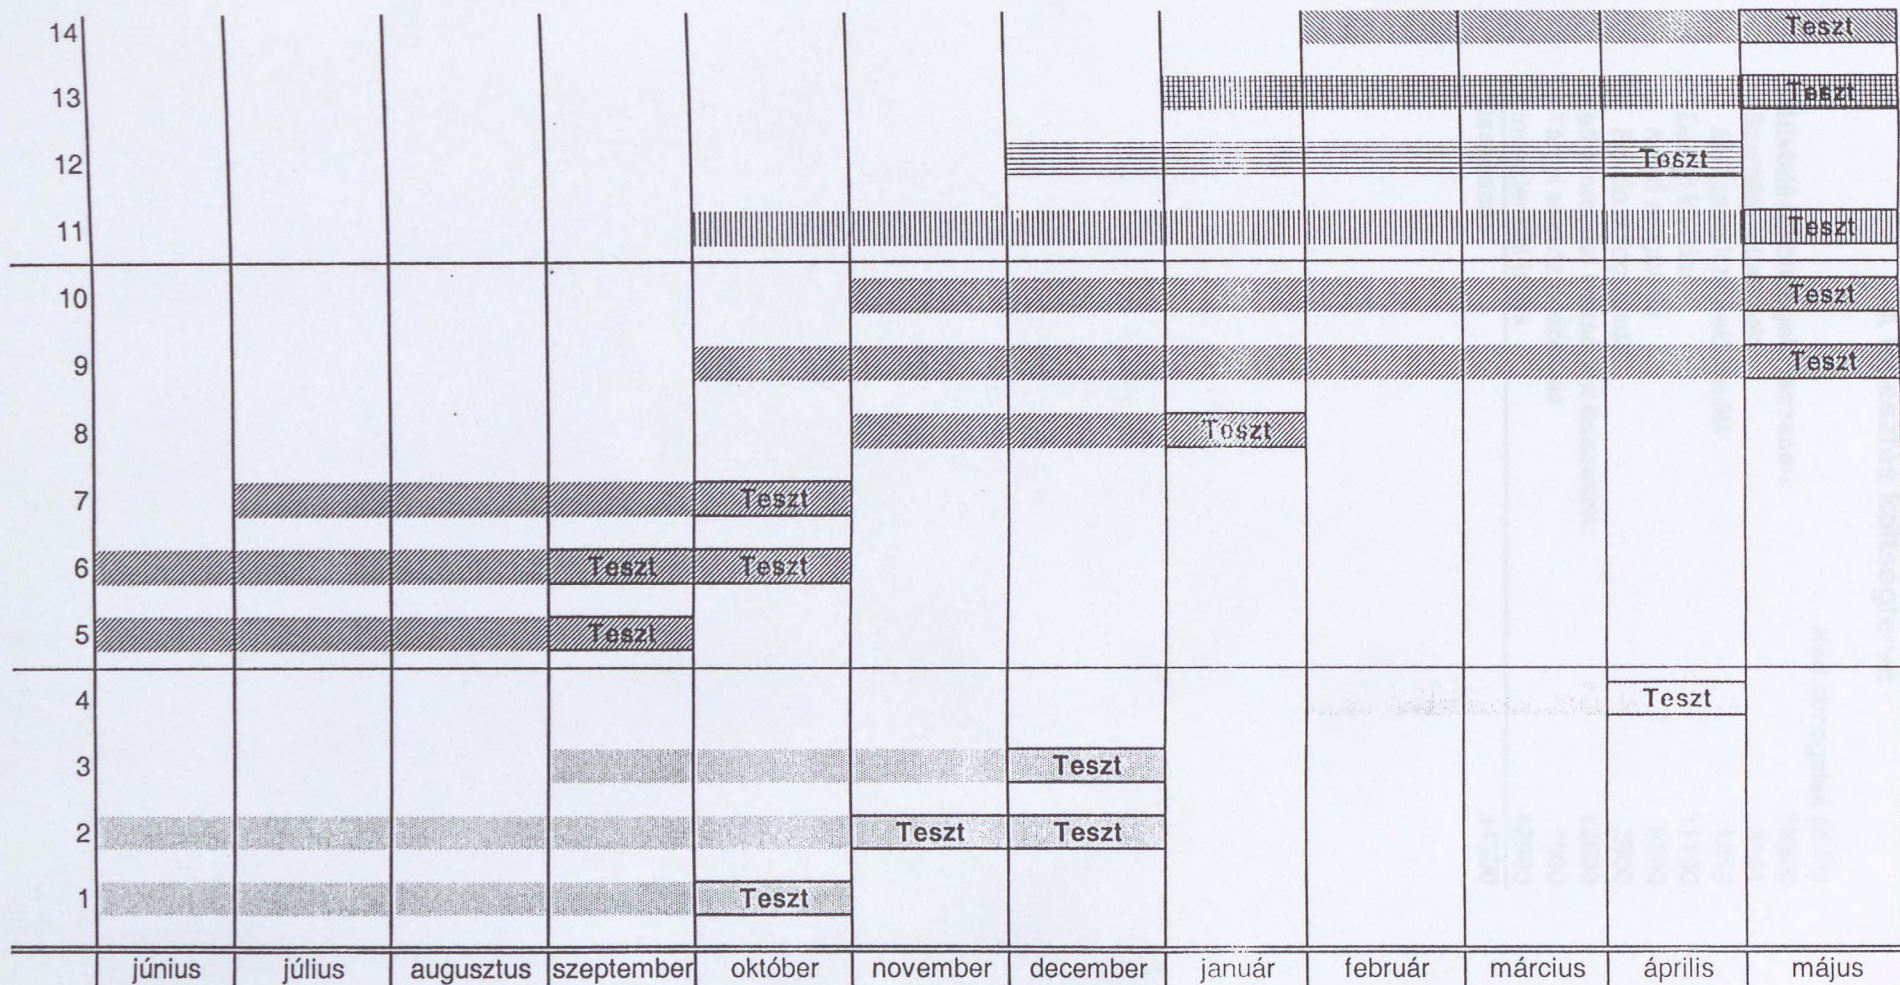 14 Teszt
13 Teszt
12 Teszt
11 Teszt
10 Teszt
9 Teszt
8 Teszt
7 Teszt
6 Teszt Teszt
5 Teszt
4 Teszt
3 Teszt
2 Teszt Teszt
1 Teszt
június július augusztus szeptember október november december január február március április május